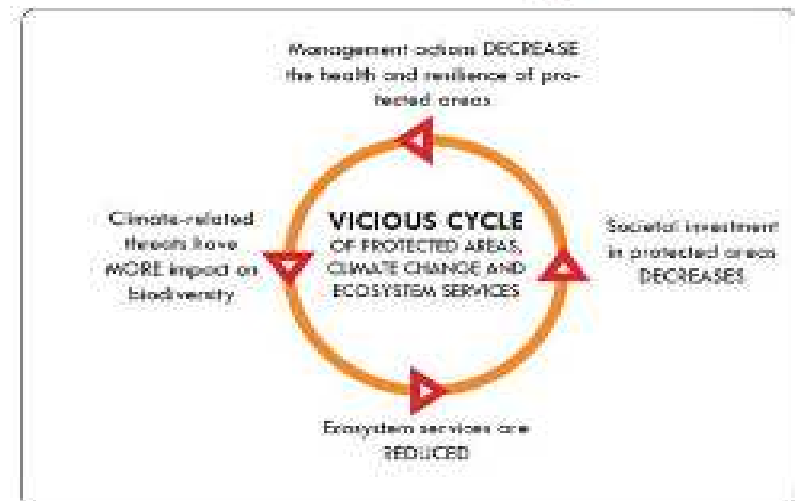 Management actions DECREASE
the health and resilience of pro-
tected areas
Climate-related
threats have
MORE impact on
biodiversity
VICIOUS CYCLE
OF PROTECTED AREAS,
CLIMATE CHANGE AND
ECOSYSTEM SERVICES
Societal investment
in protected areas
DECREASES
Ecosystem services are
REDUCED